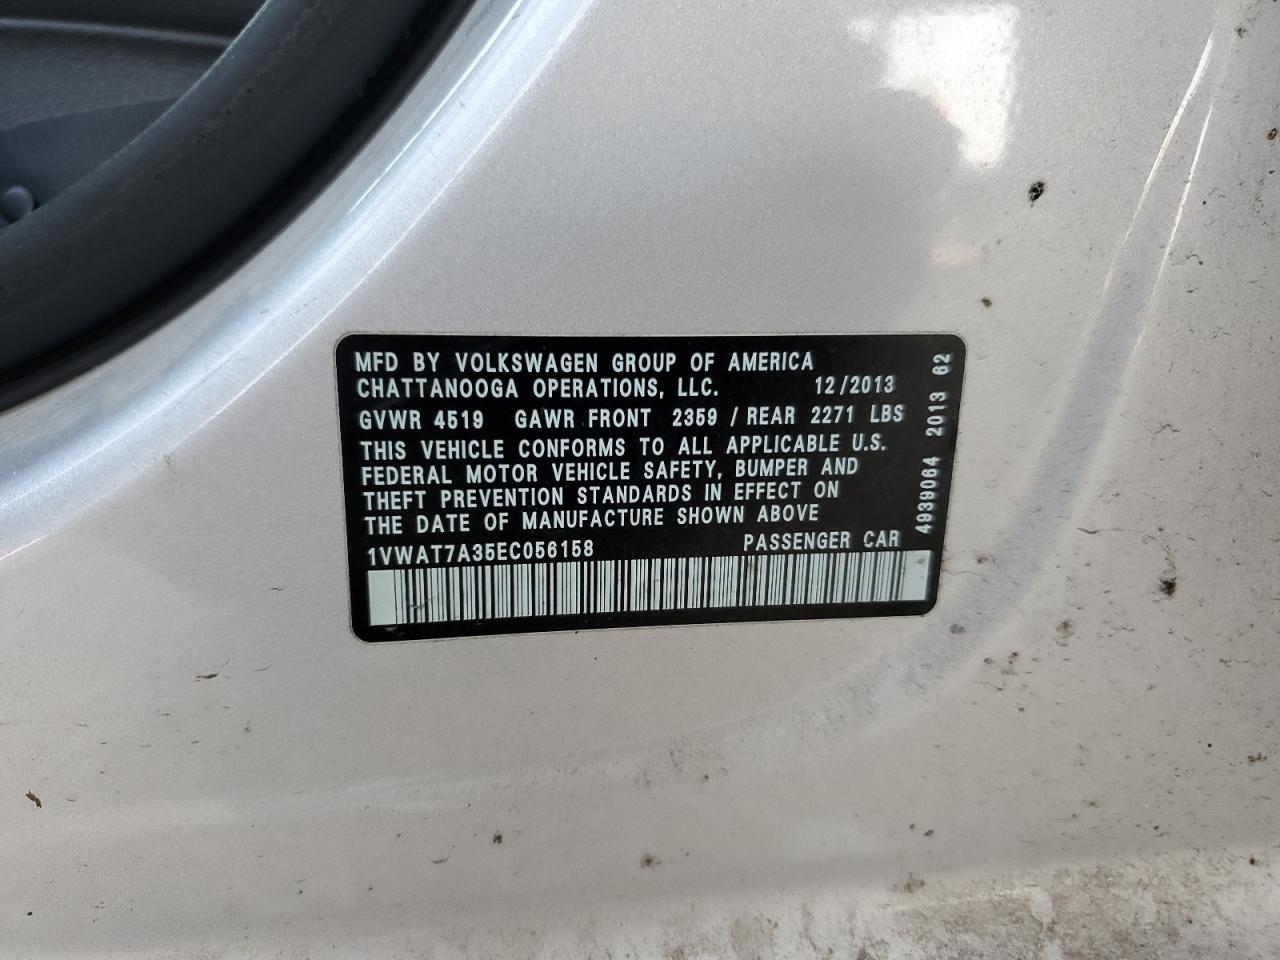 MFD BY VOLKSWAGEN GROUP OF AMERICA
CHATTANOOGA OPERATIONS, LLC. 12/2013
GVWR 4519 GAWR FRONT 2359 / REAR 2271 LBS
THIS VEHICLE CONFORMS TO ALL APPLICABLE U.S.
FEDERAL MOTOR VEHICLE SAFETY, BUMPER AND
THEFT PREVENTION STANDARDS IN EFFECT ON
THE DATE OF MANUFACTURE SHOWN ABOVE
1VWAT7A35EC056158 PASSENGER CAR
4939064 2013 62